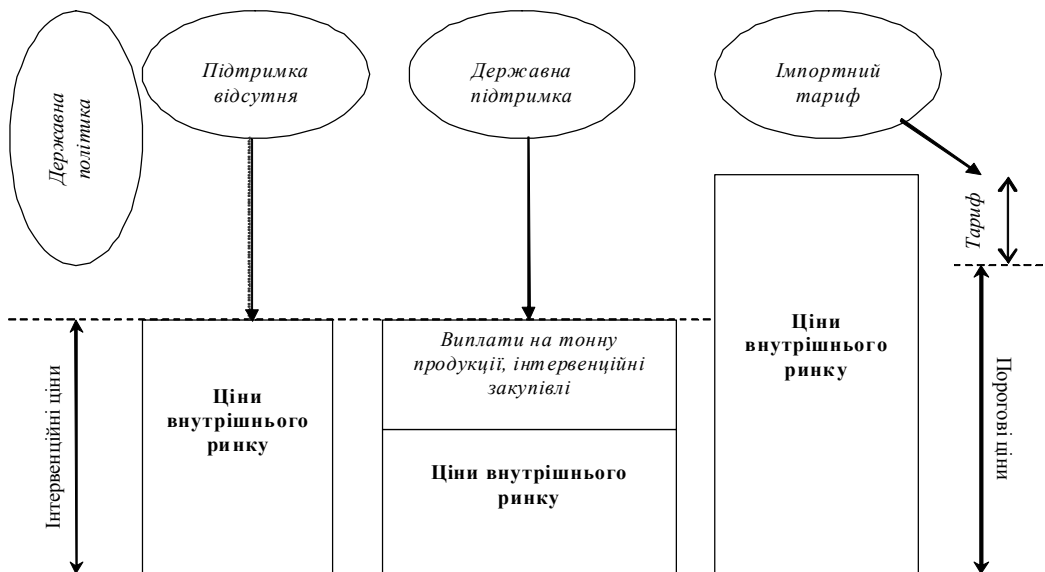 Державна
політика
Підтримка
відсутня
Державна
підтримка
Імпортний
тариф
Тариф
Інтервенційні ціни
Ціни
внутрішнього
ринку
Виплати на тонну
продукції, інтервенційні
закупівлі
Ціни внутрішнього
ринку
Ціни
внутрішнього
ринку
Порогові ціни